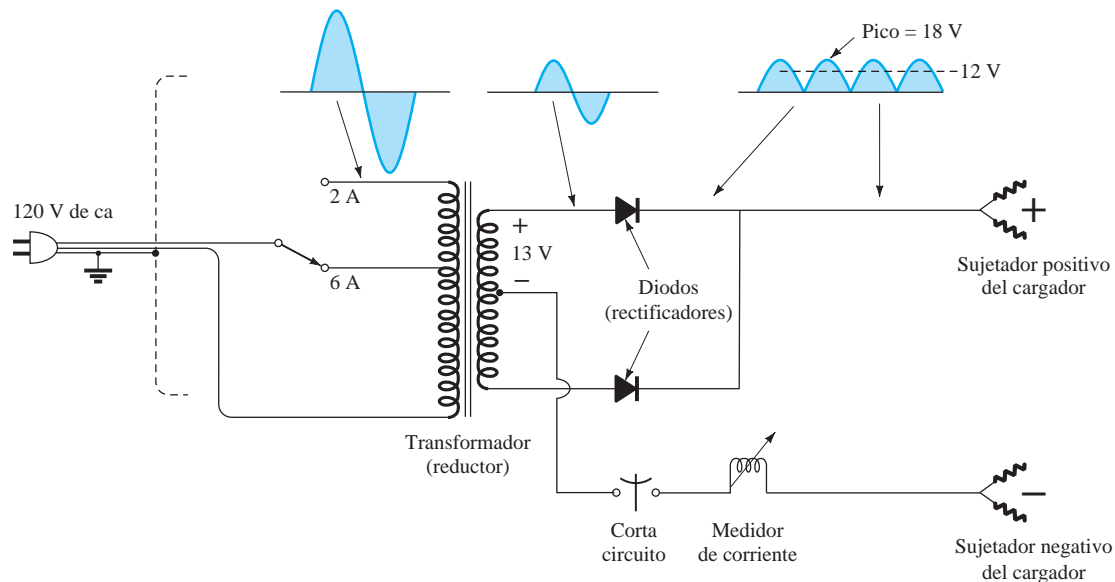 Pico = 18 V
12 V
2 A
120 V de ca
+
13 V
−
6 A
Diodos
(rectificadores)
+
Sujetador positivo
del cargador
Transformador
(reductor)
Corta
circuito
Medidor
de corriente
−
Sujetador negativo
del cargador